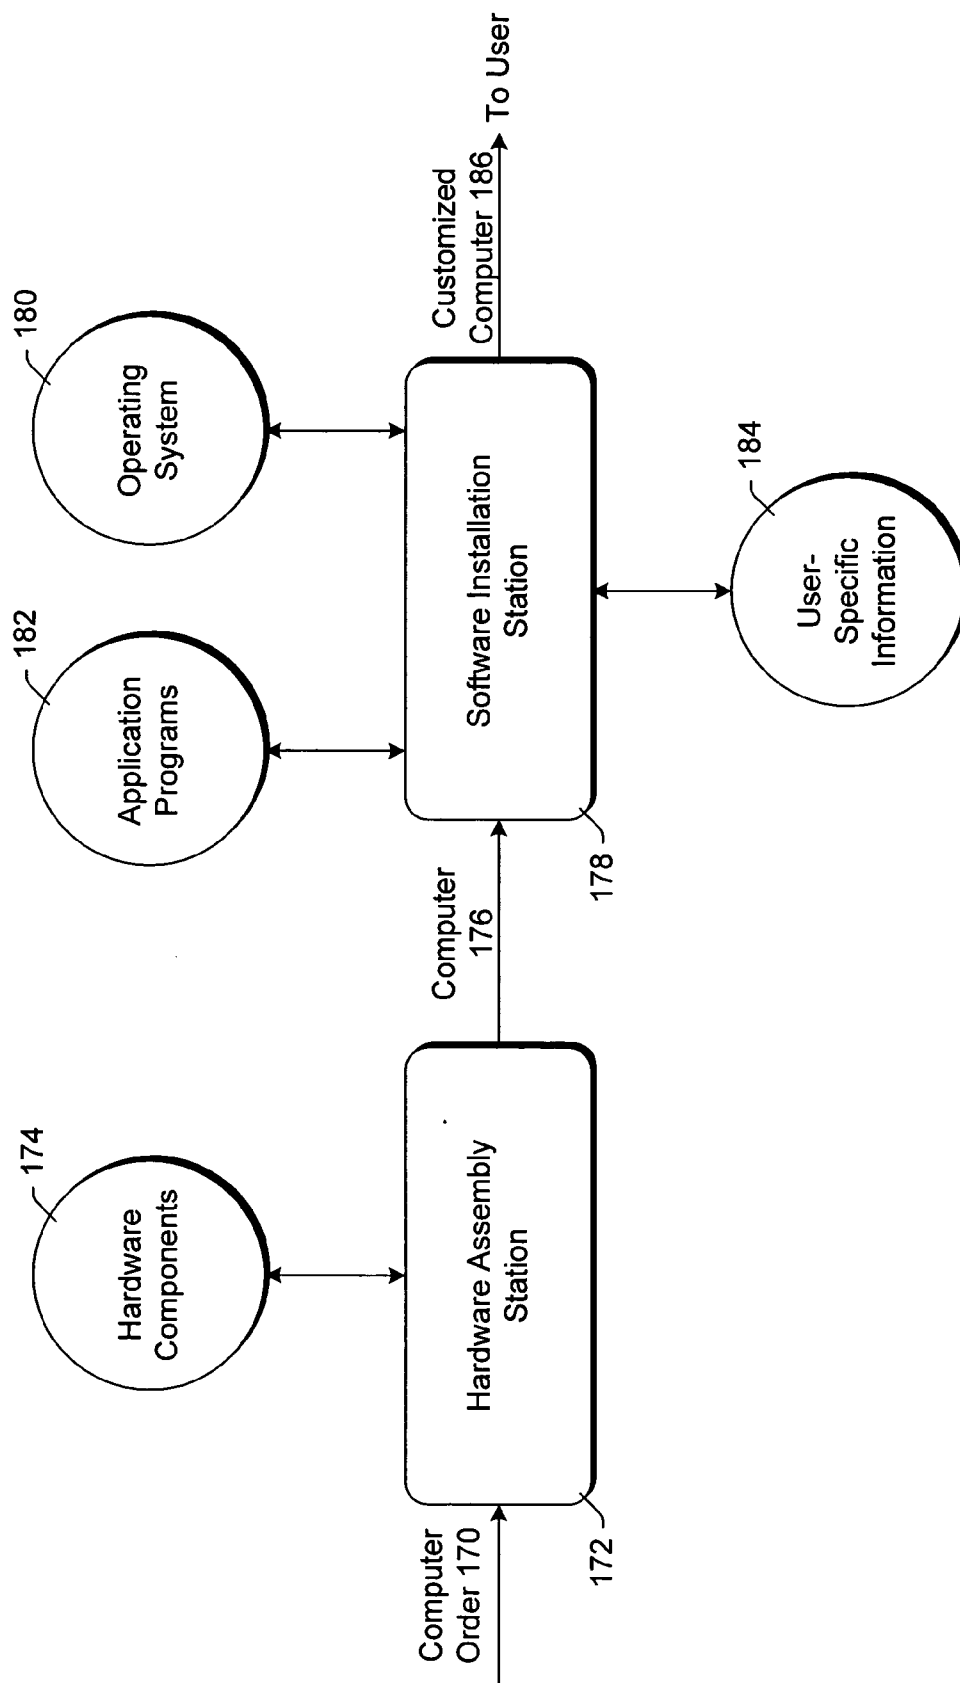 174
Hardware
Components
182
Application
Programs
180
Operating
System
Computer
Order 170
Hardware Assembly
Station
172
Computer
176
Software Installation
Station
178
Customized
Computer 186
To User
184
User-
Specific
Information